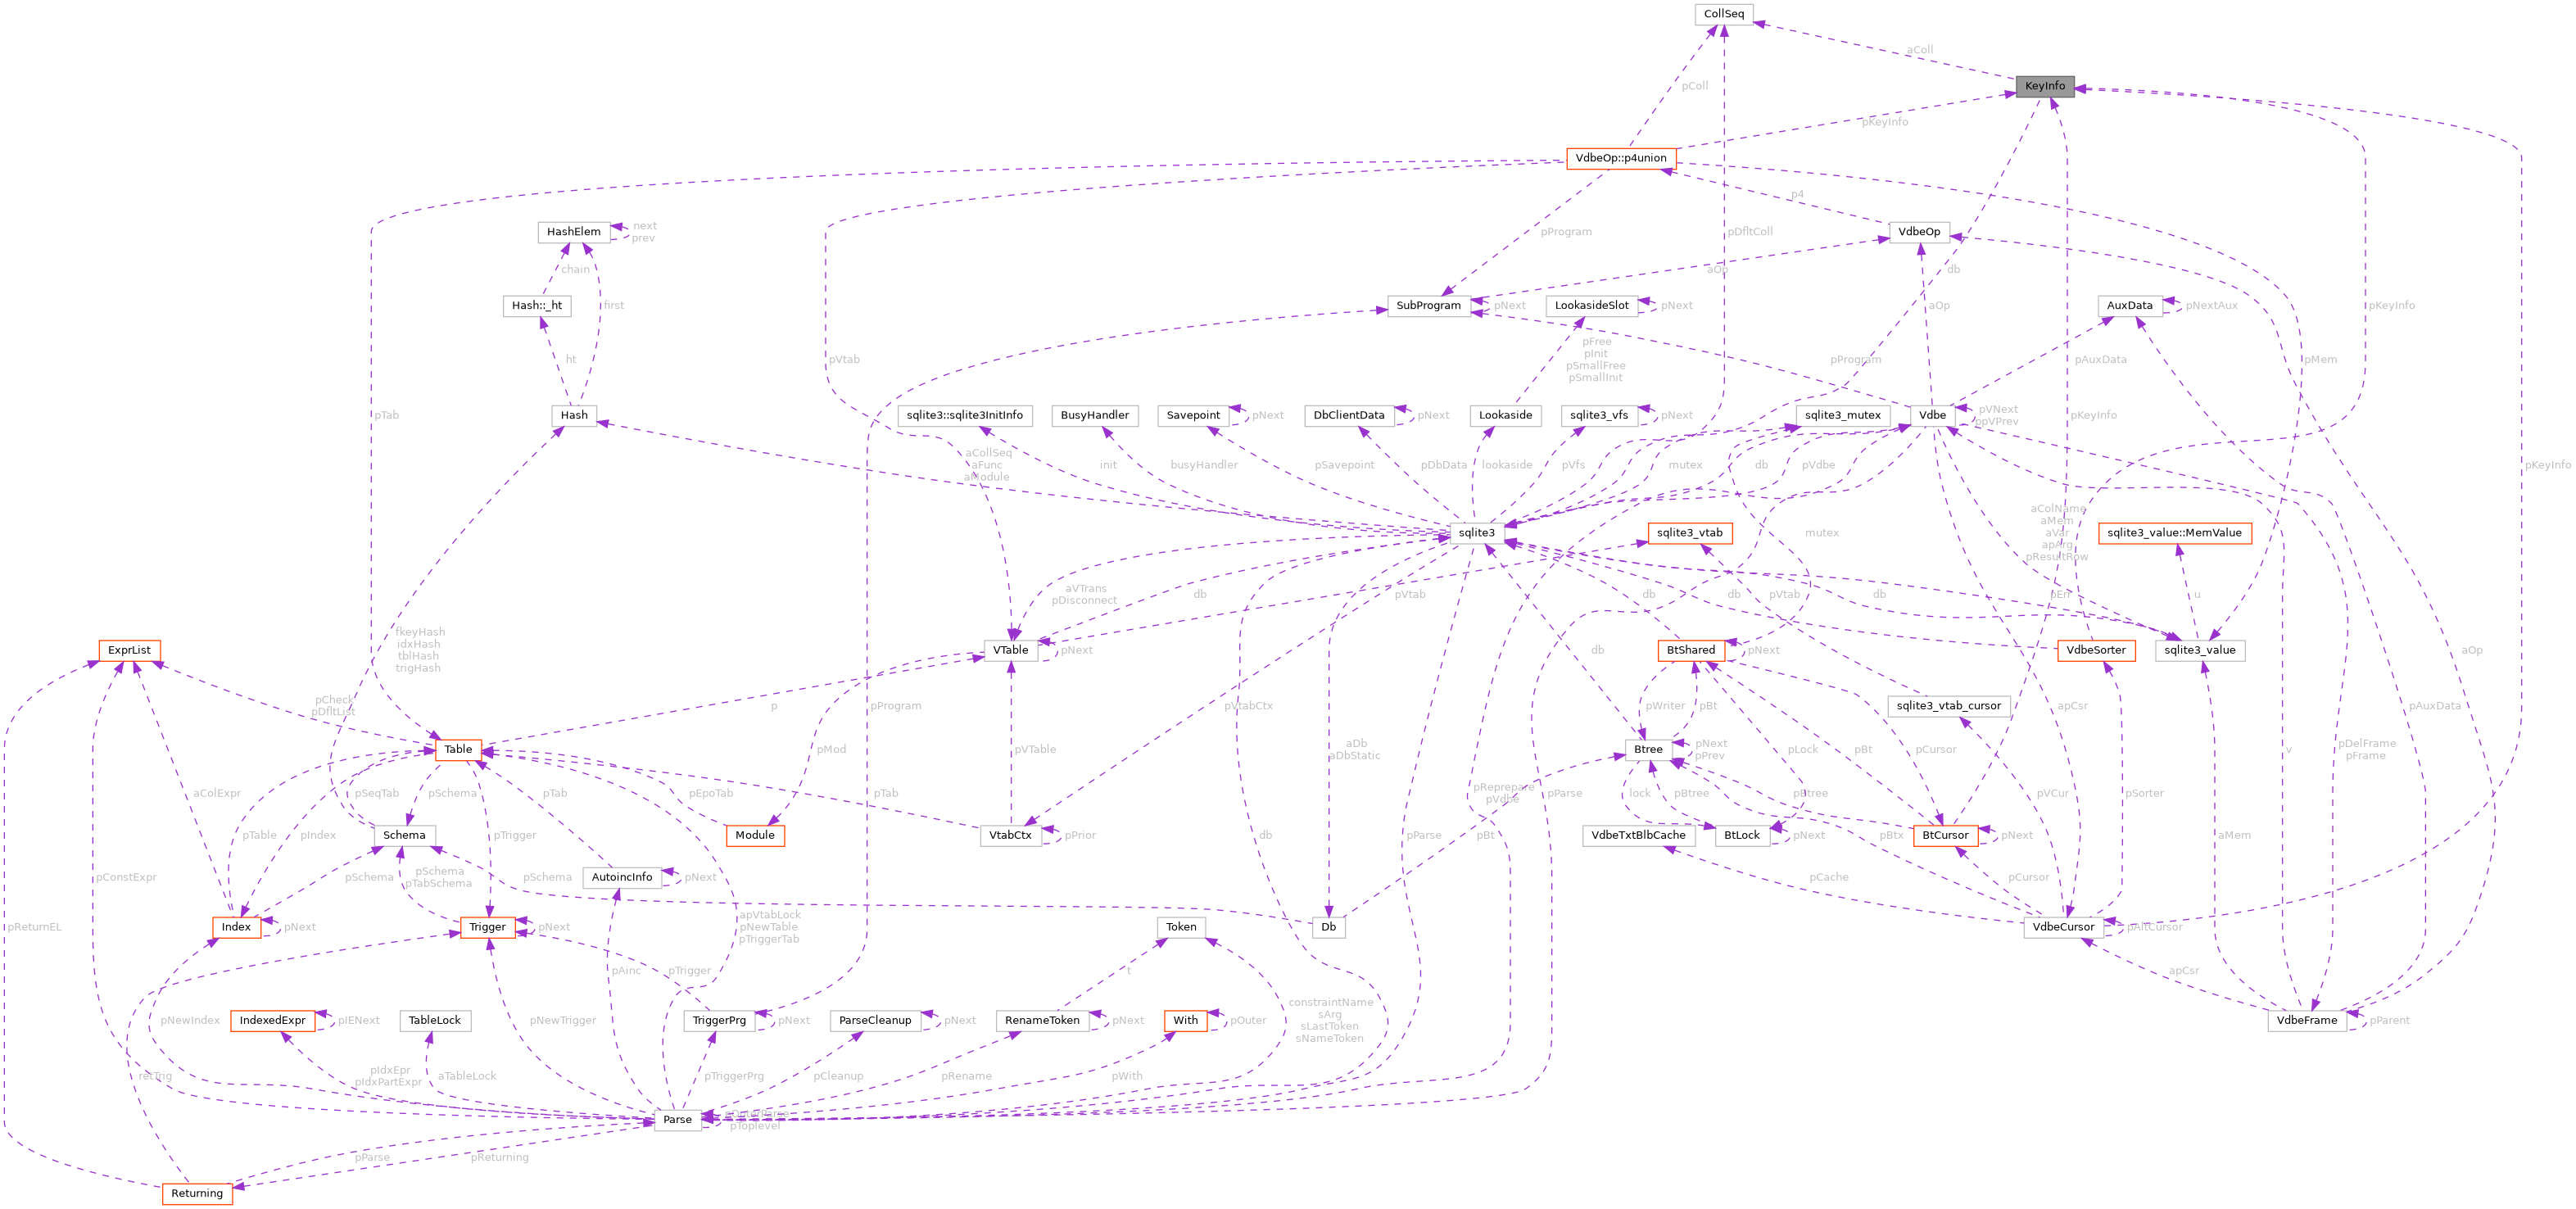 CollSeq
aColl
KeyInfo
pColl
pKeyInfo
VdbeOp::p4union
p4
HashElem
next
prev
pProgram
pDfltColl
VdbeOp
chain
aOp
db
Hash::_ht
first
SubProgram
pNext
LookasideSlot
pNext
aOp
AuxData
pNextAux
pKeyInfo
ht
pVtab
pFree
pInit
pSmallFree
pSmallInit
pProgram
pAuxData
pMem
pTab
Hash
sqlite3::sqlite3InitInfo
BusyHandler
Savepoint
pNext
DbClientData
pNext
Lookaside
sqlite3_vfs
pNext
sqlite3_mutex
Vdbe
pVNext
ppVPrev
pKeyInfo
aCollSeq
aFunc
aModule
init
busyHandler
pSavepoint
pDbData
lookaside
pVfs
mutex
db
pVdbe
pKeyInfo
sqlite3
sqlite3_vtab
mutex
aColName
aMem
aVar
apArg
pResultRow
sqlite3_value::MemValue
aVTrans
pDisconnect
db
pVtab
db
db
pVtab
db
pErr
u
fkeyHash
idxHash
tblHash
trigHash
ExprList
VTable
pNext
db
BtShared
pNext
VdbeSorter
sqlite3_value
aOp
pCheck
pDfltList
p
pProgram
pVtabCtx
pWriter
pBt
sqlite3_vtab_cursor
apCsr
pAuxData
Table
pMod
pVTable
aDb
aDbStatic
Btree
pNext
pPrev
pLock
pBt
pCursor
v
pDelFrame
pFrame
aColExpr
pSeqTab
pSchema
pTab
pEpoTab
pTab
pReprepare
pVdbe
pParse
lock
pBtree
pBtree
pVCur
pSorter
pTable
pIndex
Schema
pTrigger
Module
VtabCtx
pPrior
db
pParse
pBt
VdbeTxtBlbCache
BtLock
pNext
pBtx
BtCursor
pNext
aMem
pConstExpr
pSchema
pSchema
pTabSchema
AutoincInfo
pNext
pSchema
pCache
pCursor
pReturnEL
Index
pNext
Trigger
pNext
apVtabLock
pNewTable
pTriggerTab
Token
Db
VdbeCursor
pAltCursor
pAinc
pTrigger
t
apCsr
pNewIndex
IndexedExpr
pIENext
TableLock
pNewTrigger
TriggerPrg
pNext
ParseCleanup
pNext
RenameToken
pNext
With
pOuter
constraintName
sArg
sLastToken
sNameToken
VdbeFrame
pParent
retTrig
pIdxEpr
pIdxPartExpr
aTableLock
pTriggerPrg
pCleanup
pRename
pWith
Parse
pOuterParse
pToplevel
pParse
pReturning
Returning